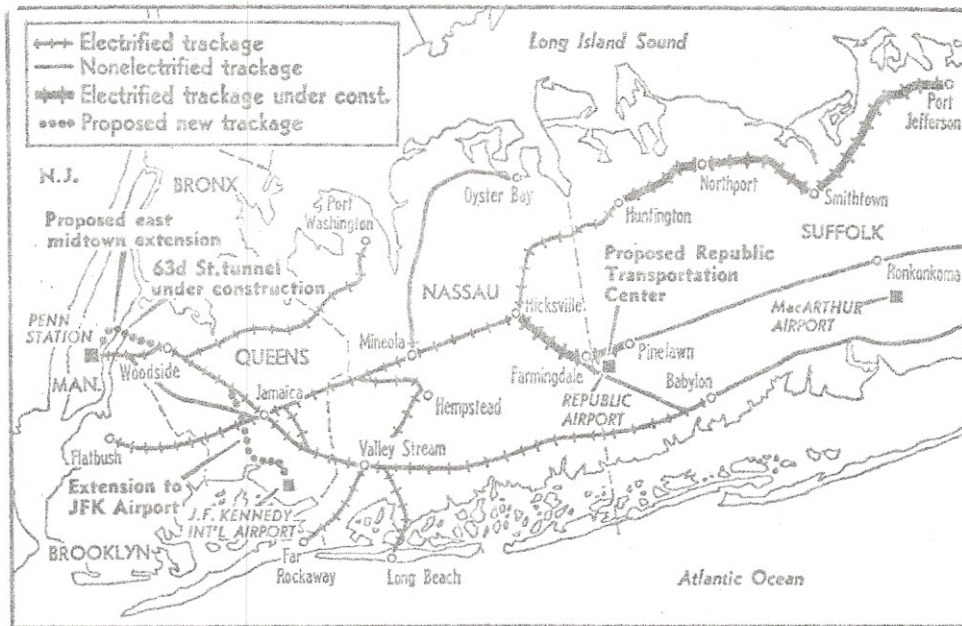 Electrified trackage
Nonelectrified trackage
Electrified trackage under const.
Proposed new trackage
Long Island Sound
Port
Jefferson
N.J.
BRONX
Port
Washington
Oyster Bay
Northport
Smithtown
Huntington
SUFFOLK
Proposed east
midtown extension
63d St. tunnel
under construction
Proposed Republic
Transportation
Center
Ronkonkoma
NASSAU
Hicksville
MacARTHUR
AIRPORT
PENN
STATION
Mineola
QUEENS
Pinelawn
MAN.
Woodside
Farmingdale
Babylon
Jamaica
Hempstead
REPUBLIC
AIRPORT
Flatbush
Valley Stream
Extension to
JFK Airport
J.F. KENNEDY
INT'L AIRPORT
BROOKLYN
Far
Rockaway
Long Beach
Atlantic Ocean